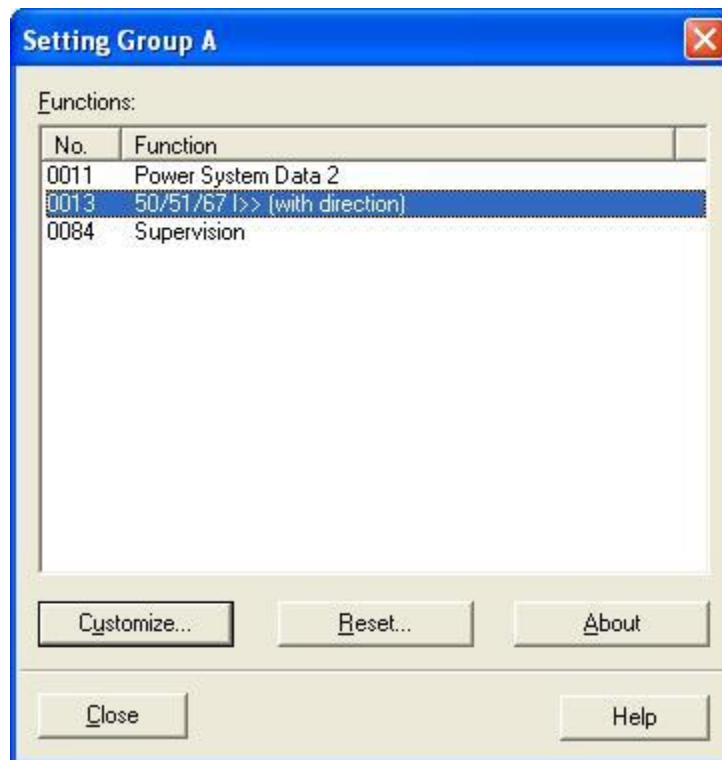 Setting Group A
Functions:
No. Function
0011 Power System Data 2
0013 50/51/67 I>> (with direction)
0084 Supervision
Customize... Reset... About
Close Help